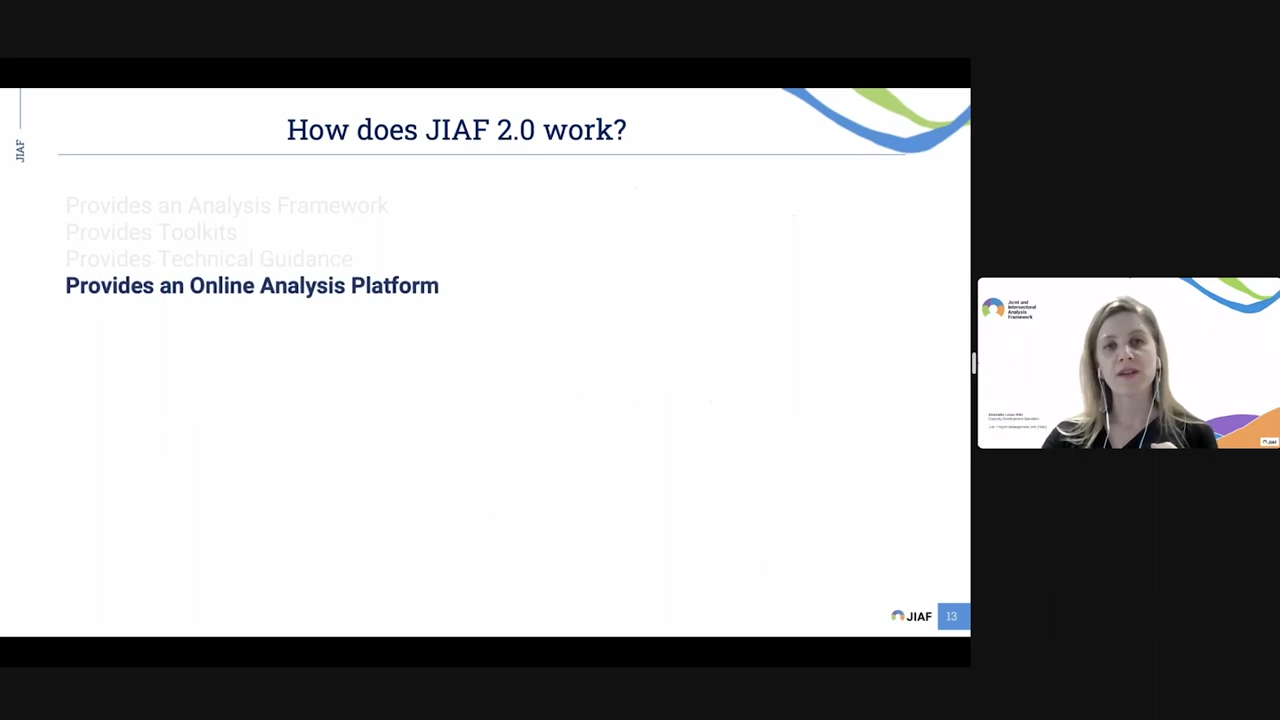 JIAF
How does JIAF 2.0 work?
Provides an Analysis Framework
Provides Toolkits
Provides Technical Guidance
Provides an Online Analysis Platform
JIAF
13
Joint and
Intersectoral
Analysis
Framework
JIAF